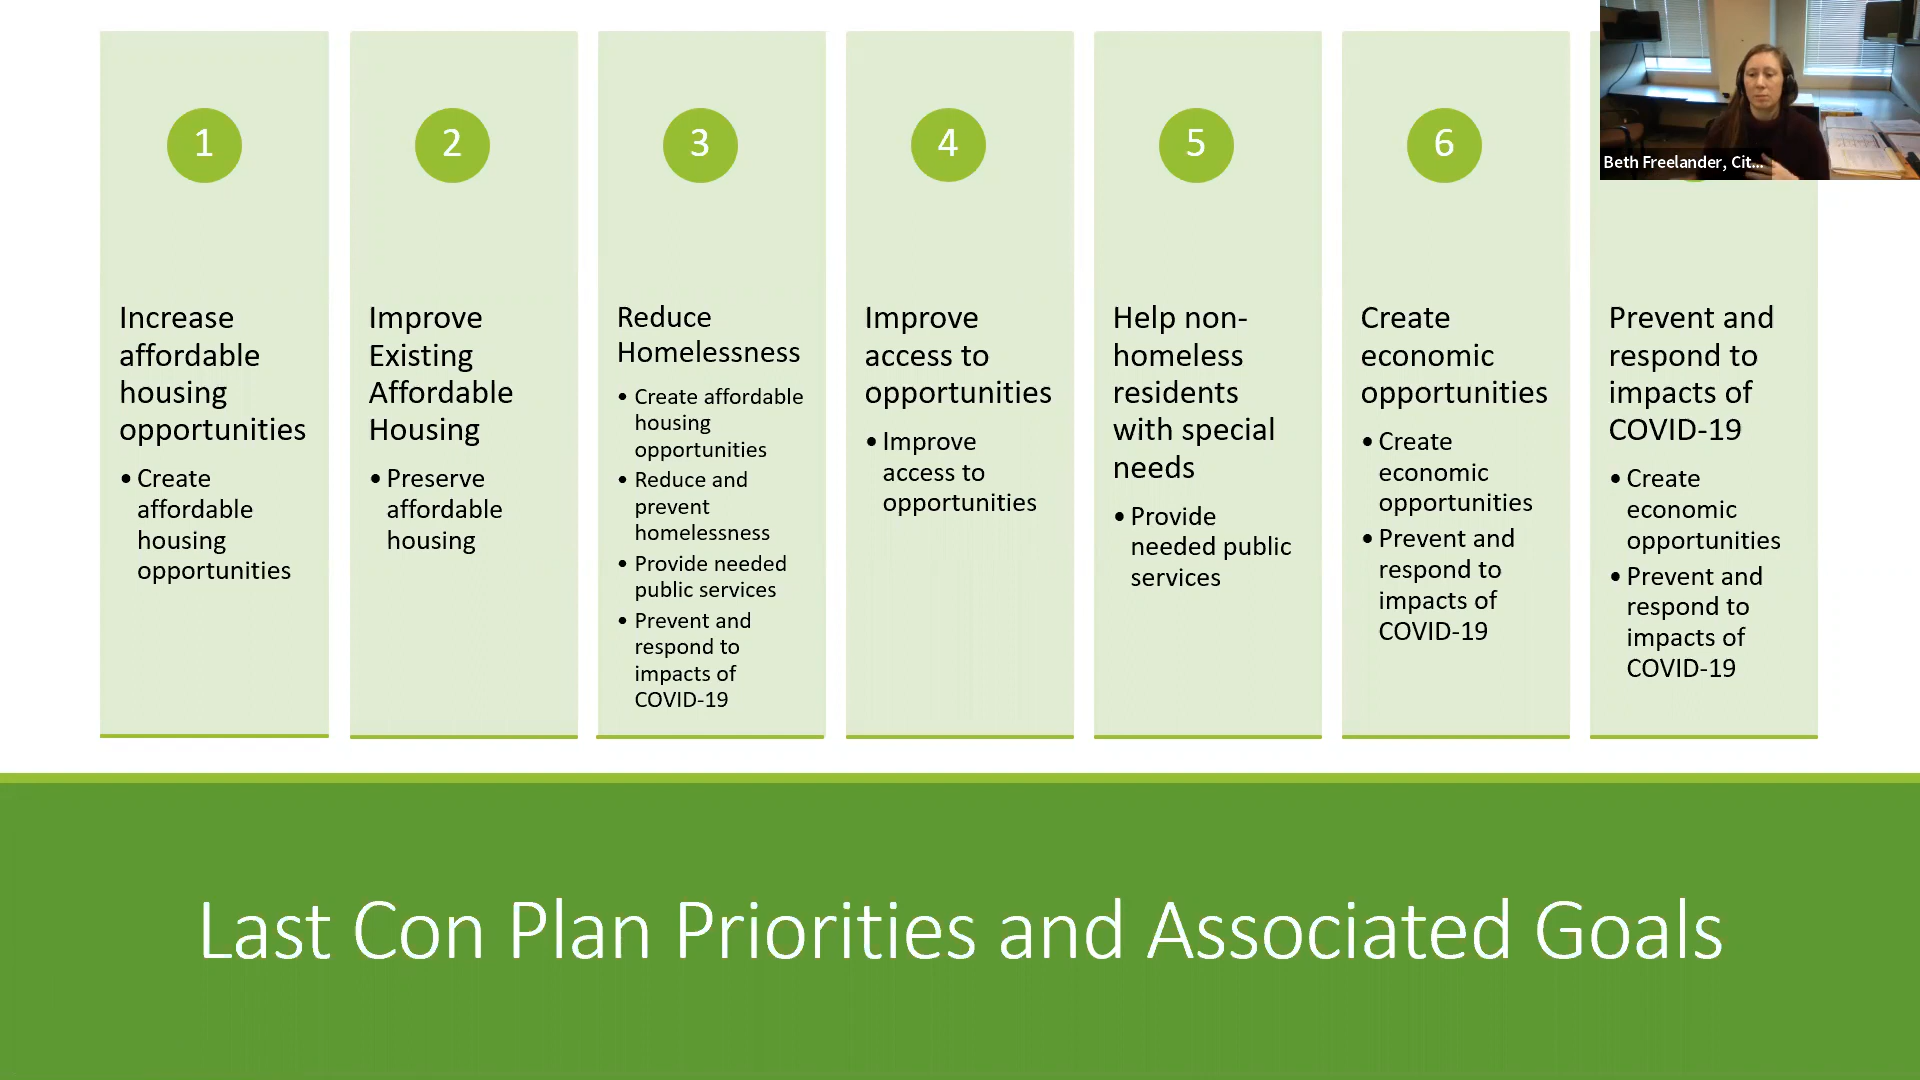 1
Increase
affordable
housing
opportunities
• Create
affordable
housing
opportunities
2
Improve
Existing
Affordable
Housing
• Preserve
affordable
housing
3
Reduce
Homelessness
• Create affordable
housing
opportunities
• Reduce and
prevent
homelessness
• Provide needed
public services
• Prevent and
respond to
impacts of
COVID-19
4
Improve
access to
opportunities
• Improve
access to
opportunities
5
Help non-
homeless
residents
with special
needs
• Provide
needed public
services
6
Create
economic
opportunities
• Create
economic
opportunities
• Prevent and
respond to
impacts of
COVID-19
Prevent and
respond to
impacts of
COVID-19
• Create
economic
opportunities
• Prevent and
respond to
impacts of
COVID-19
Beth Freelander, Cit...
Last Con Plan Priorities and Associated Goals